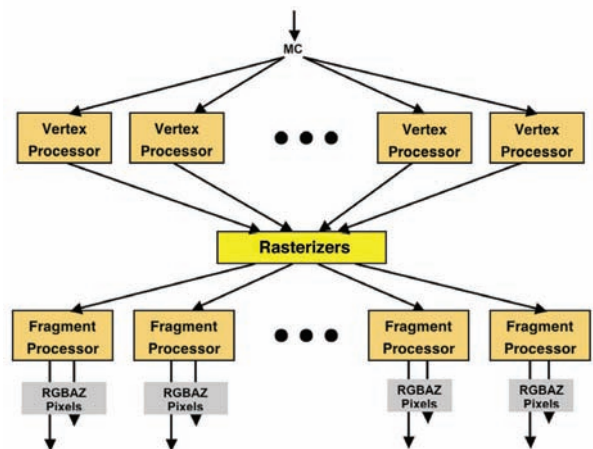 MC
Vertex
Processor
Vertex
Processor
Vertex
Processor
Vertex
Processor
Rasterizers
Fragment
Processor
Fragment
Processor
Fragment
Processor
Fragment
Processor
RGBAZ
Pixels
RGBAZ
Pixels
RGBAZ
Pixels
RGBAZ
Pixels